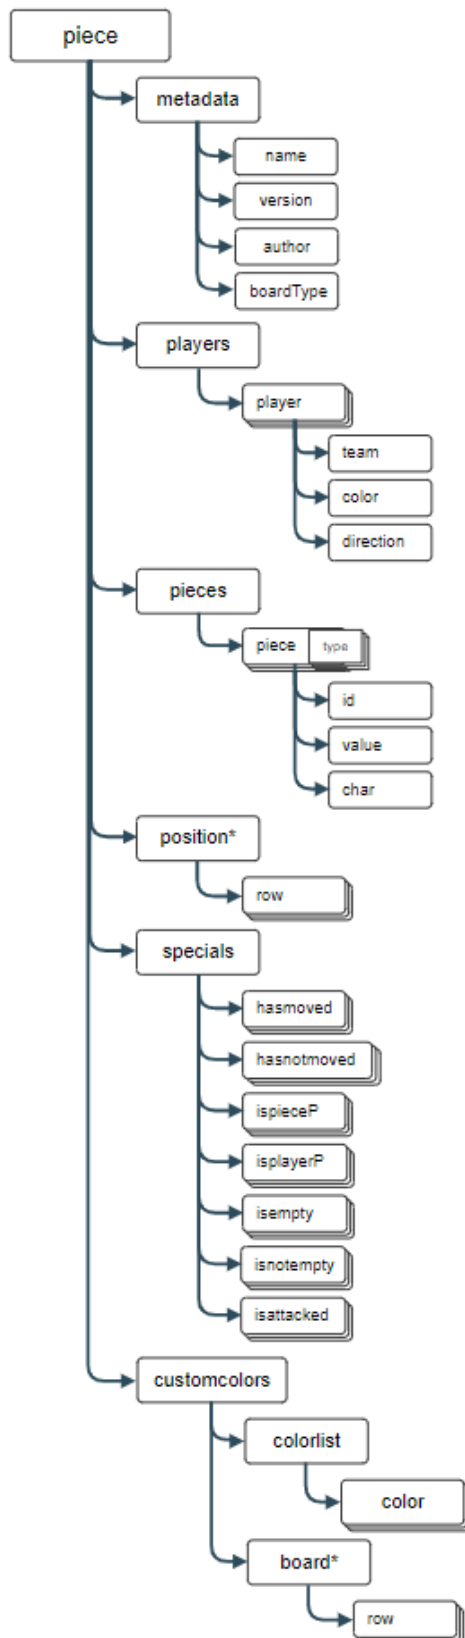 piece
metadata
name
version
author
boardType
players
player
team
color
direction
pieces
piece type
id
value
char
position*
row
specials
hasmoved
hasnotmoved
ispieceP
isplayerP
isempty
isnotempty
isattacked
customcolors
colorlist
color
board*
row